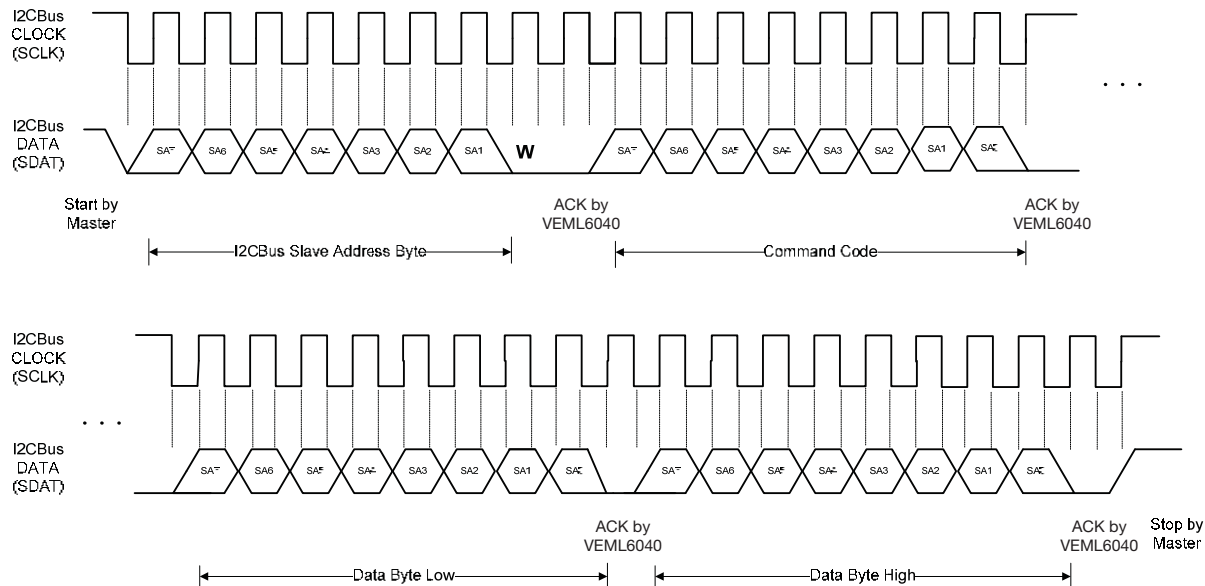 I2CBus
CLOCK
(SCLK)
. . .
I2CBus
DATA
(SDAT)
SA6 SA3 SA2 SA1 W SA6 SA3 SA2 SA1
Start by
Master
ACK by
VEML6040
ACK by
VEML6040
I2CBus Slave Address Byte
Command Code
I2CBus
CLOCK
(SCLK)
. . .
I2CBus
DATA
(SDAT)
SA6 SA3 SA2 SA1 SA6 SA3 SA2 SA1
ACK by
VEML6040
ACK by
VEML6040
Stop by
Master
Data Byte Low
Data Byte High